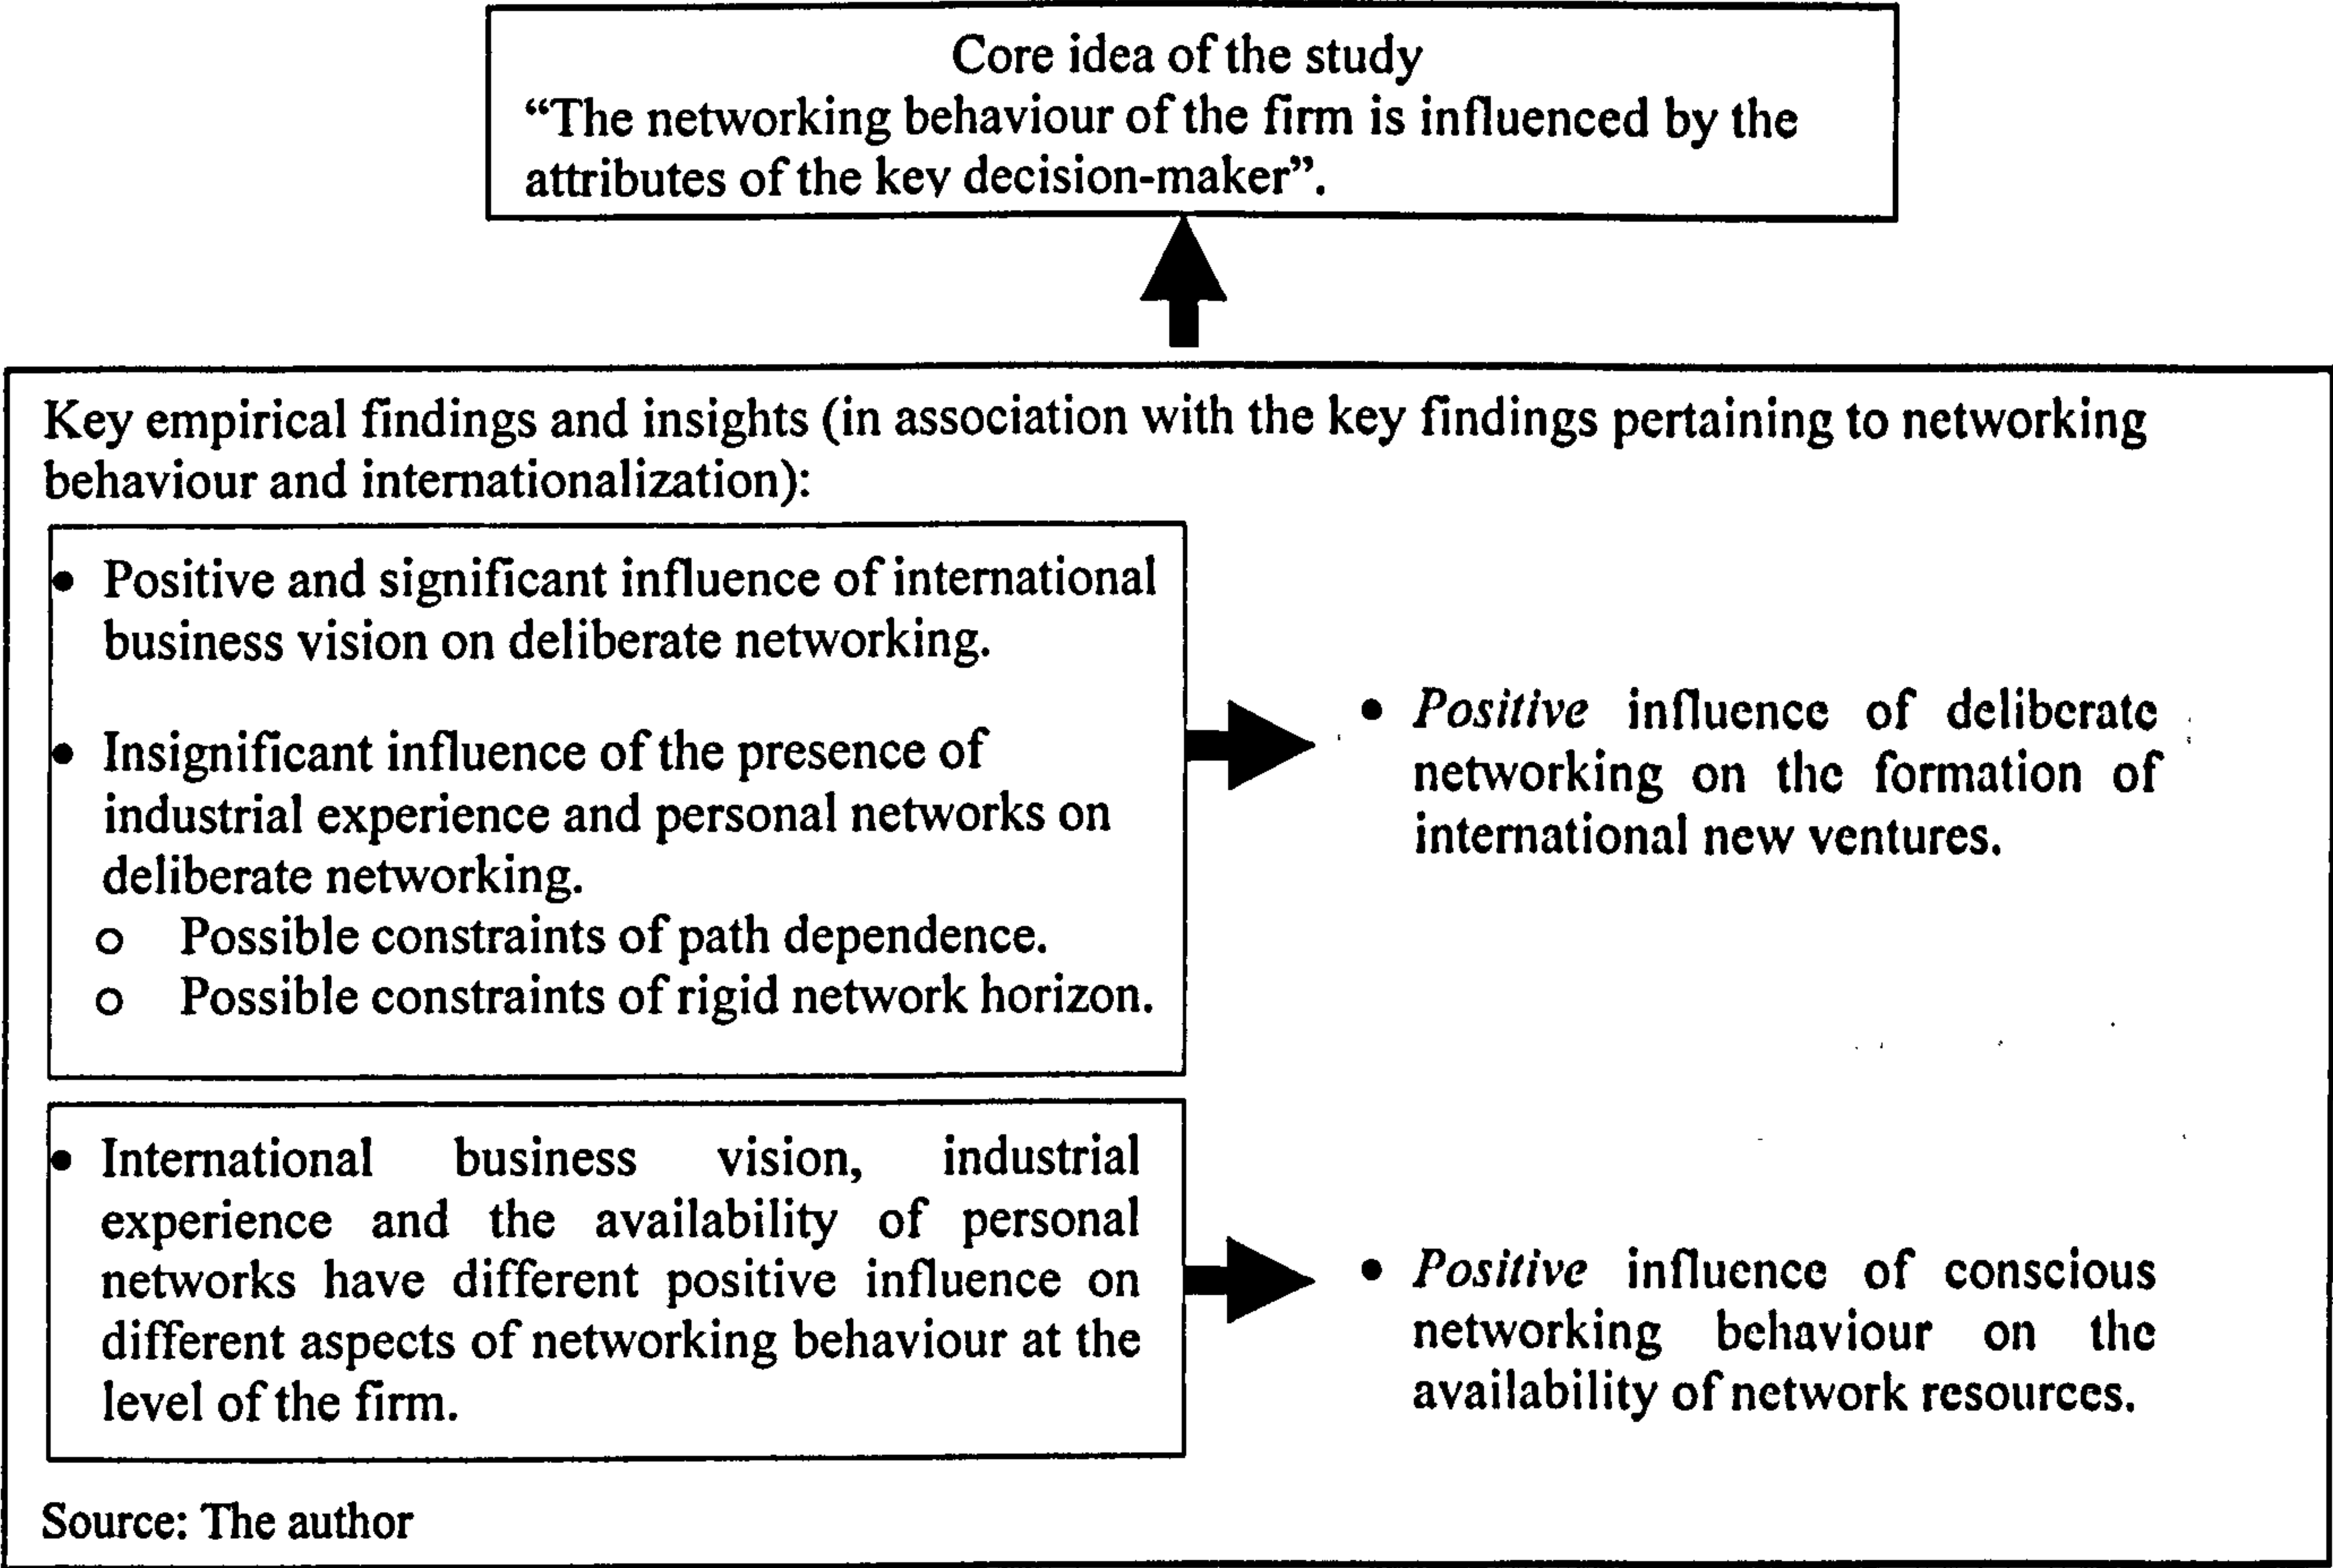 Core idea of the study
“The networking behaviour of the firm is influenced by the
attributes of the key decision-maker”.
Key empirical findings and insights (in association with the key findings pertaining to networking
behaviour and internationalization):
• Positive and significant influence of international
business vision on deliberate networking.
• Insignificant influence of the presence of
industrial experience and personal networks on
deliberate networking.
o Possible constraints of path dependence.
o Possible constraints of rigid network horizon.
• Positive influence of deliberate
networking on the formation of
international new ventures.
• International business vision, industrial
experience and the availability of personal
networks have different positive influence on
different aspects of networking behaviour at the
level of the firm.
• Positive influence of conscious
networking behaviour on the
availability of network resources.
Source: The author